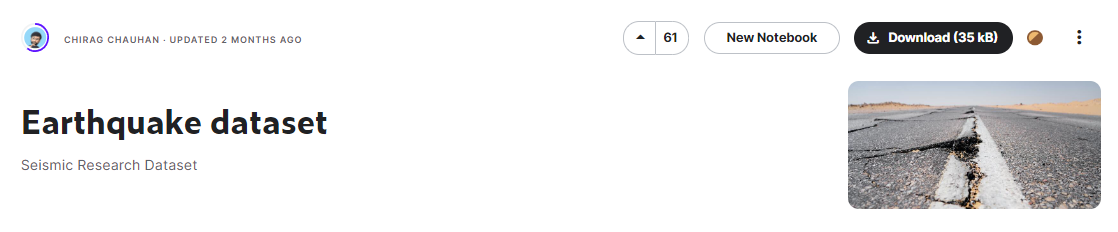 CHIRAG CHAUHAN · UPDATED 2 MONTHS AGO
61
New Notebook
Download (35 kB)
Earthquake dataset
Seismic Research Dataset